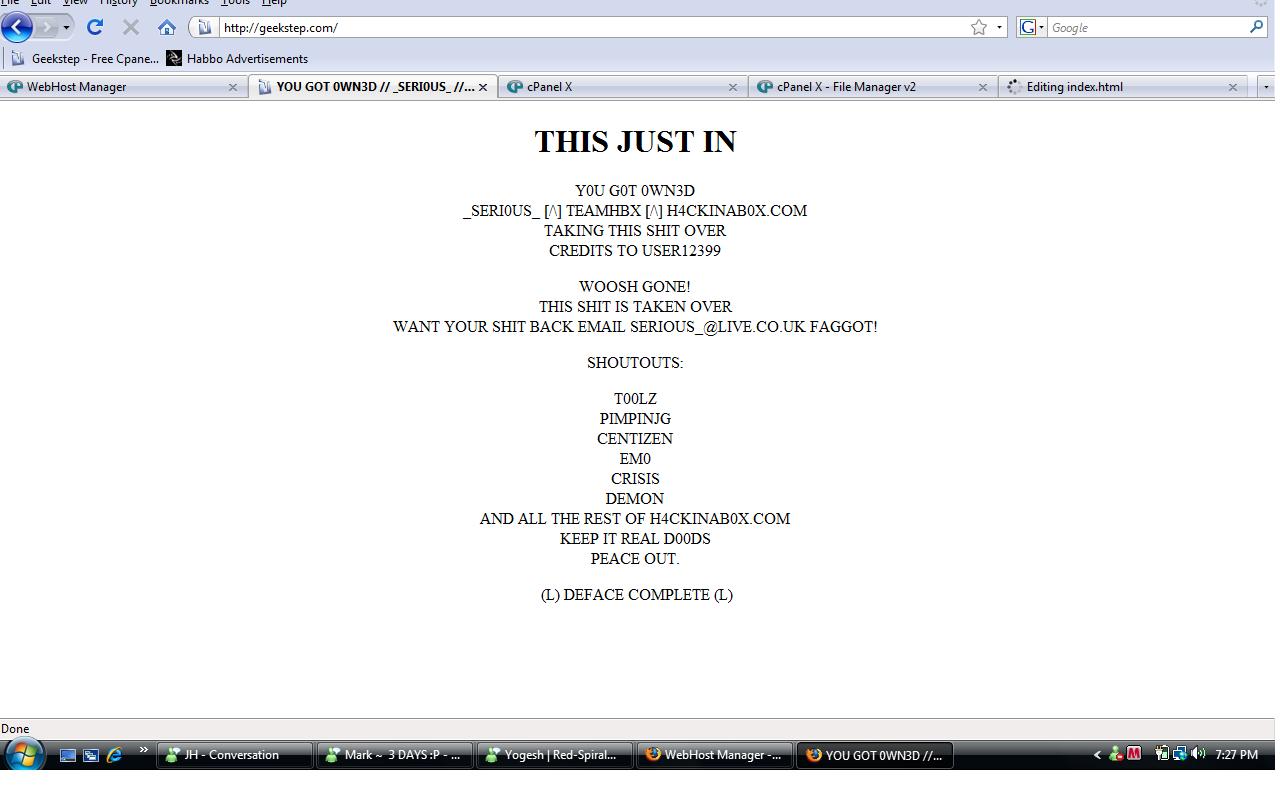 File Edit View History Bookmarks Tools Help
http://geekstep.com/
Google
Geekstep - Free Cpane... Habbo Advertisements
WebHost Manager
YOU GOT 0WN3D // _SERI0US_ //...
cPanel X
cPanel X - File Manager v2
Editing index.html
THIS JUST IN
Y0U G0T 0WN3D
_SERI0US_ [/\] TEAMHBX [/\] H4CKINAB0X.COM
TAKING THIS SHIT OVER
CREDITS TO USER12399
WOOSH GONE!
THIS SHIT IS TAKEN OVER
WANT YOUR SHIT BACK EMAIL SERIOUS_@LIVE.CO.UK FAGGOT!
SHOUTOUTS:
T00LZ
PIMPINJG
CENTIZEN
EM0
CRISIS
DEMON
AND ALL THE REST OF H4CKINAB0X.COM
KEEP IT REAL D00DS
PEACE OUT.
(L) DEFACE COMPLETE (L)
Done
JH - Conversation
Mark ~ 3 DAYS :P - ...
Yogesh | Red-Spiral...
WebHost Manager -...
YOU GOT 0WN3D //...
7:27 PM